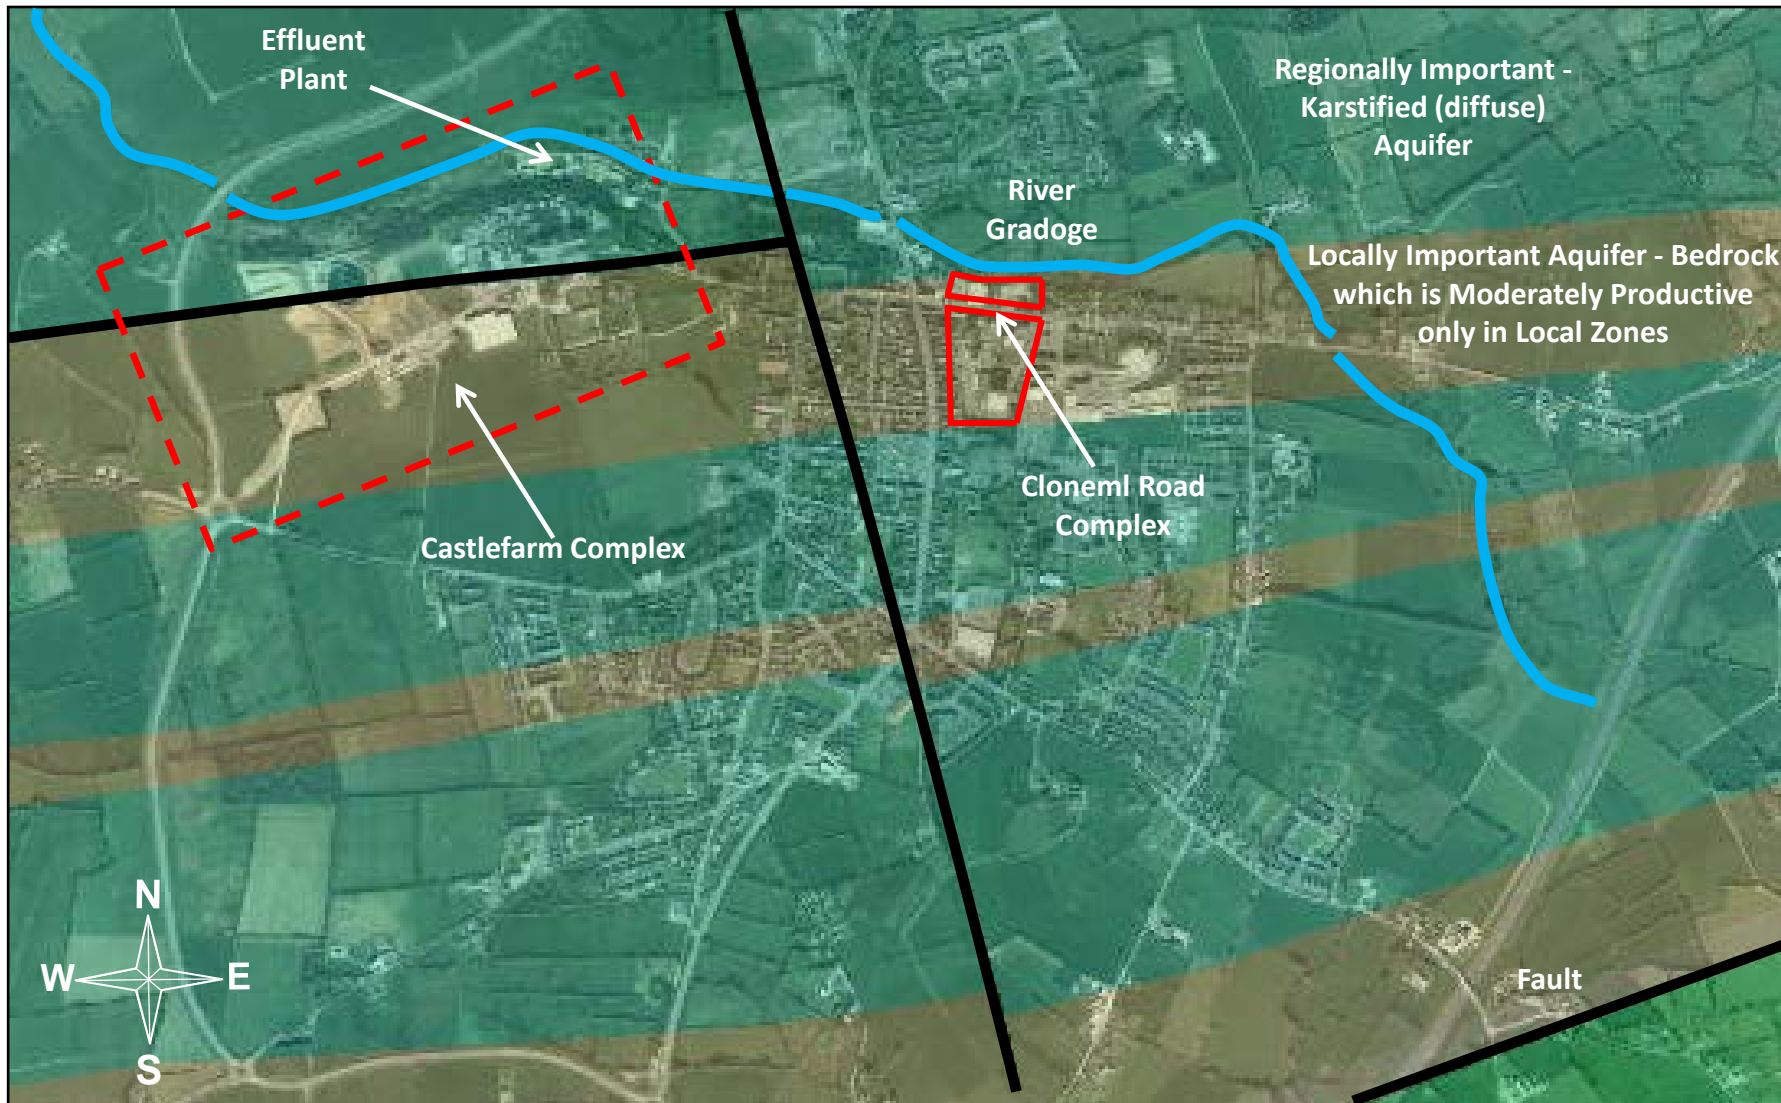 Effluent
Plant
Regionally Important -
Karstified (diffuse)
Aquifer
River
Gradoge
Locally Important Aquifer - Bedrock
which is Moderately Productive
only in Local Zones
Cloneml Road
Complex
Castlefarm Complex
Fault
N
W
E
S